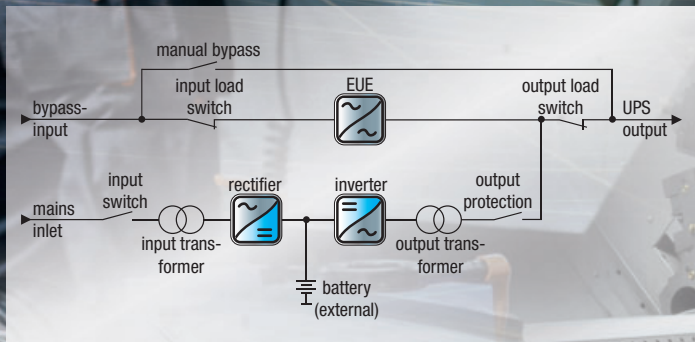 manual bypass
input load
switch
EUE
output load
switch
bypass-
input
UPS
output
input
switch
rectifier
inverter
output
protection
mains
inlet
input trans-
former
output trans-
former
battery
(external)